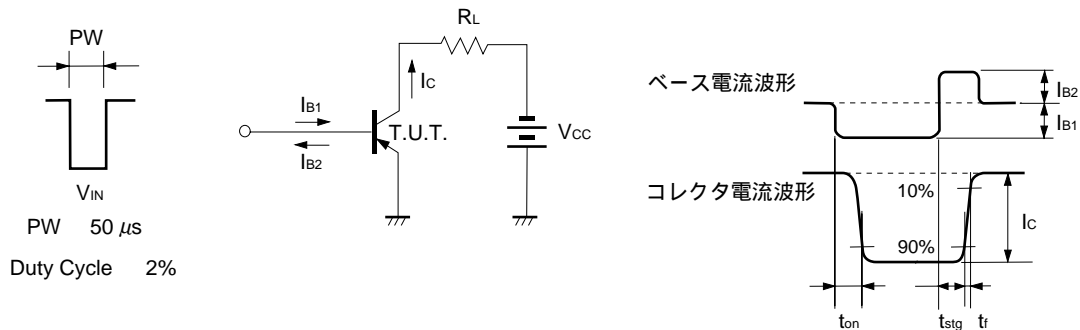 PW
VIN
PW 50 μs
Duty Cycle 2%
RL
IC
IB1
IB2
T.U.T.
VCC
ベース電流波形
IB2
IB1
コレクタ電流波形
10%
90%
IC
ton
tstg
tf